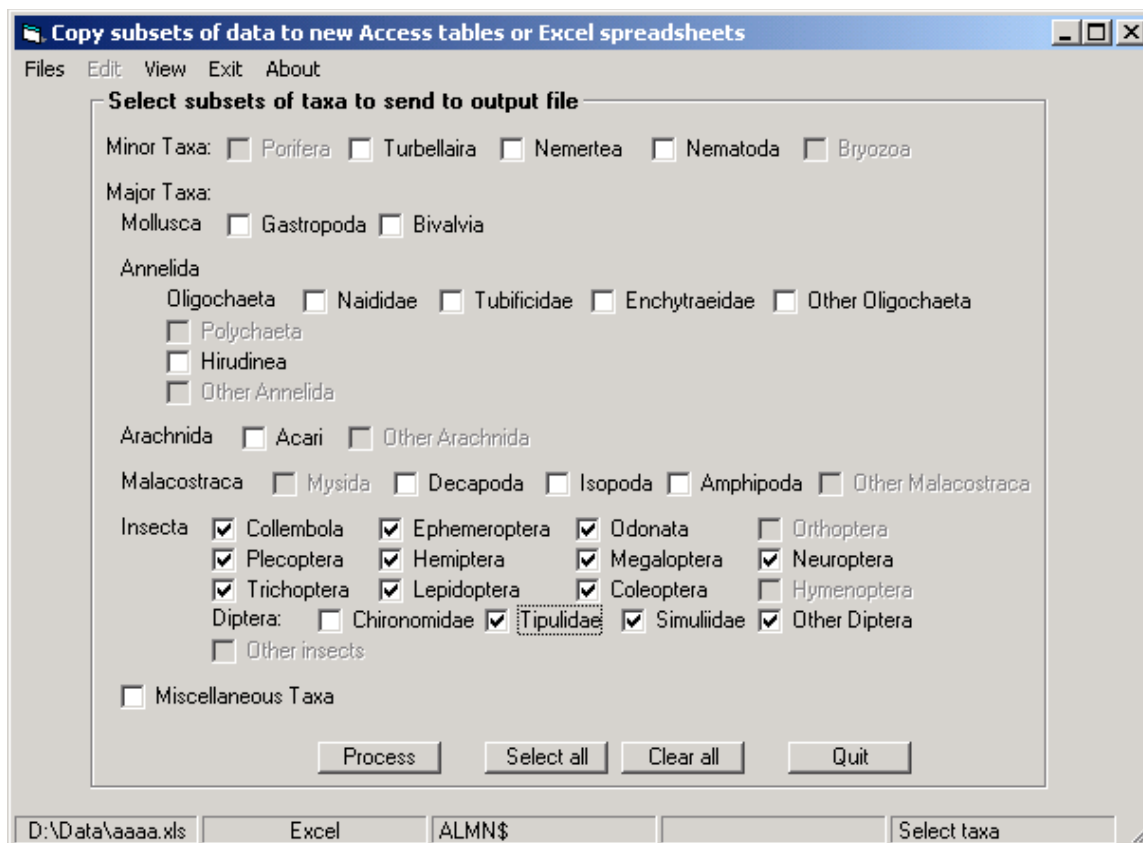 Copy subsets of data to new Access tables or Excel spreadsheets
Files Edit View Exit About
Select subsets of taxa to send to output file
Minor Taxa: Porifera Turbellaira Nemertea Nematoda Bryozoa
Major Taxa:
Mollusca Gastropoda Bivalvia
Annelida
Oligochaeta Naididae Tubificidae Enchytraeidae Other Oligochaeta
Polychaeta
Hirudinea
Other Annelida
Arachnida Acari Other Arachnida
Malacostraca Mysida Decapoda Isopoda Amphipoda Other Malacostraca
Insecta Collembola Ephemeroptera Odonata Orthoptera
Plecoptera Hemiptera Megaloptera Neuroptera
Trichoptera Lepidoptera Coleoptera Hymenoptera
Diptera: Chironomidae Tipulidae Simuliidae Other Diptera
Other insects
Miscellaneous Taxa
Process Select all Clear all Quit
D:\Data\aaaa.xls Excel ALMN$ Select taxa